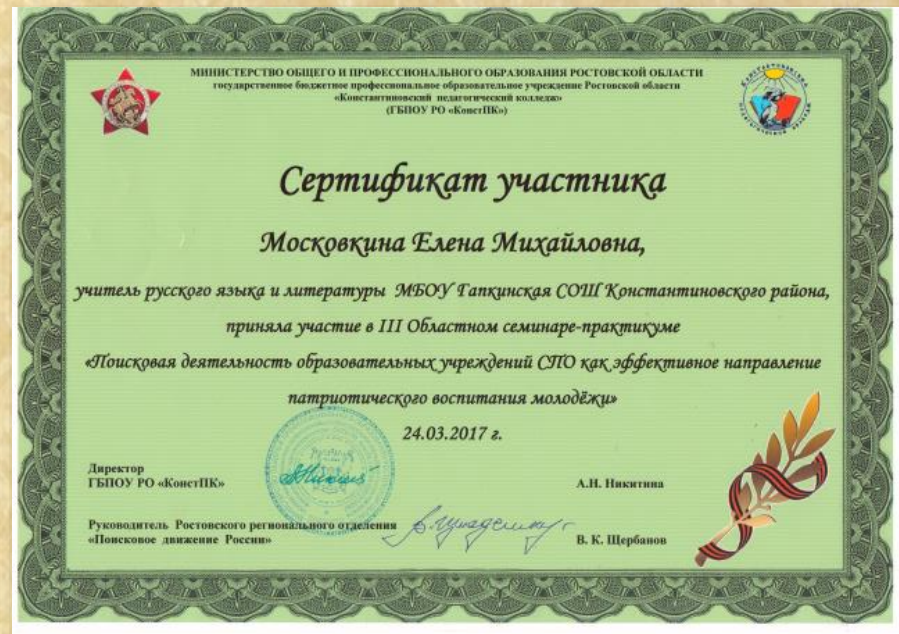 МИНИСТЕРСТВО ОБЩЕГО И ПРОФЕССИОНАЛЬНОГО ОБРАЗОВАНИЯ РОСТОВСКОЙ ОБЛАСТИ
государственное бюджетное профессиональное образовательное учреждение Ростовской области
«Константиновский педагогический колледж»
(ГБПОУ РО «КонстПК»)
Сертификат участника
Московкина Елена Михайловна,
учитель русского языка и литературы МБОУ Гапкинская СОШ Константиновского района,
приняла участие в III Областном семинаре-практикуме
«Поисковая деятельность образовательных учреждений СПО как эффективное направление
патриотического воспитания молодёжи»
24.03.2017 г.
Директор
ГБПОУ РО «КонстПК»
А.Н. Никитина
Руководитель Ростовского регионального отделения
«Поисковое движение России»
В. К. Щербанов